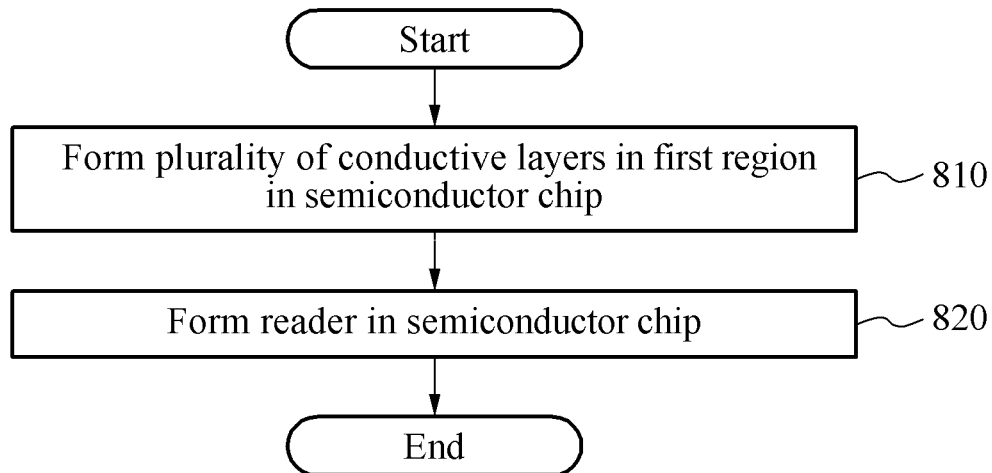 Start
Form plurality of conductive layers in first region
in semiconductor chip
810
Form reader in semiconductor chip
820
End